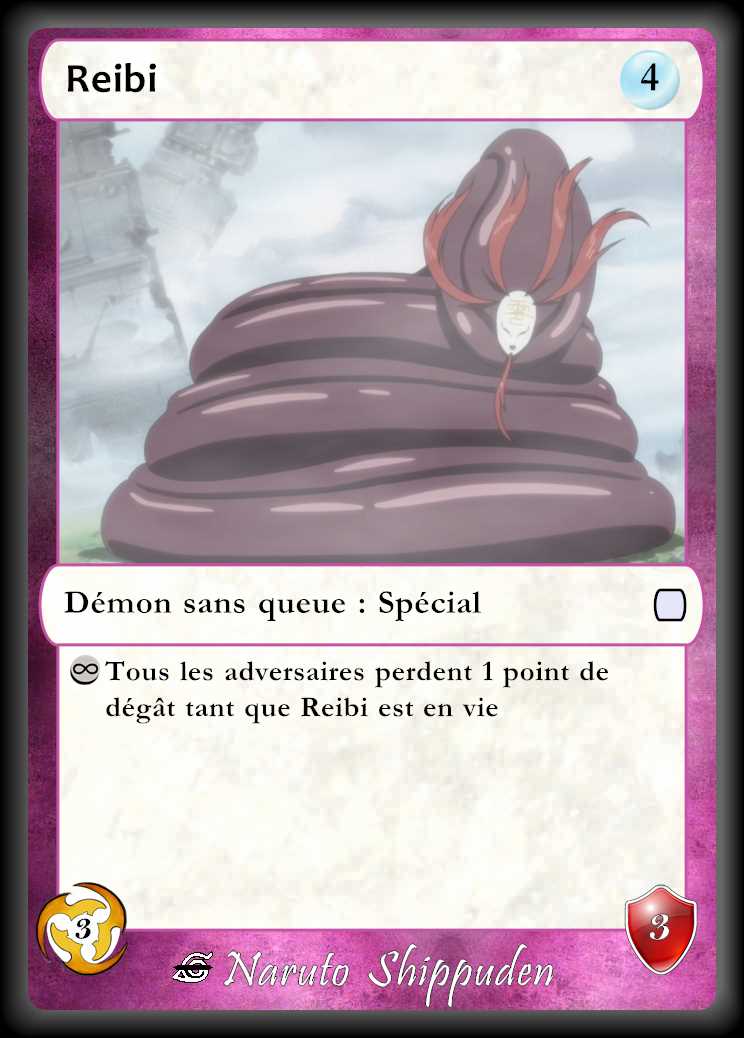 Reibi
4
Démon sans queue : Spécial
∞ Tous les adversaires perdent 1 point de
dégât tant que Reibi est en vie
3
3
Naruto Shippuden